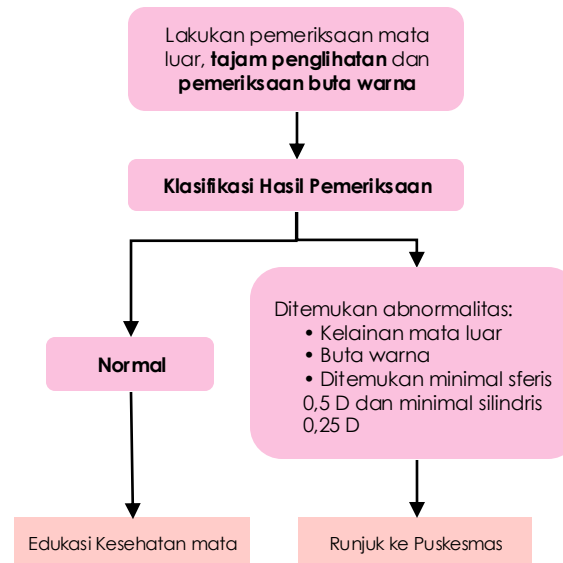 Lakukan pemeriksaan mata
luar, tajam penglihatan dan
pemeriksaan buta warna
Klasifikasi Hasil Pemeriksaan
Normal
Ditemukan abnormalitas:
• Kelainan mata luar
• Buta warna
• Ditemukan minimal sferis
0,5 D dan minimal silindris
0,25 D
Edukasi Kesehatan mata
Runjuk ke Puskesmas